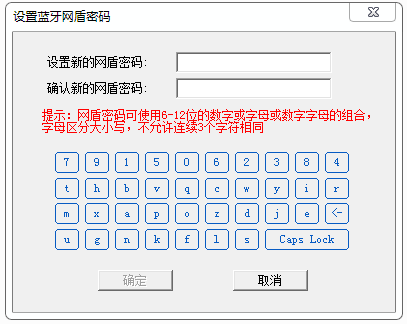 设置蓝牙网盾密码
设置新的网盾密码：
确认新的网盾密码：
提示：网盾密码可使用6-12位的数字或字母或数字字母的组合，
字母区分大小写，不允许连续3个字符相同
7 9 1 5 0 6 2 3 8 4
t h b v q c w y i r
m x a p o z d j e <-
u g n k f l s Caps Lock
确定 取消